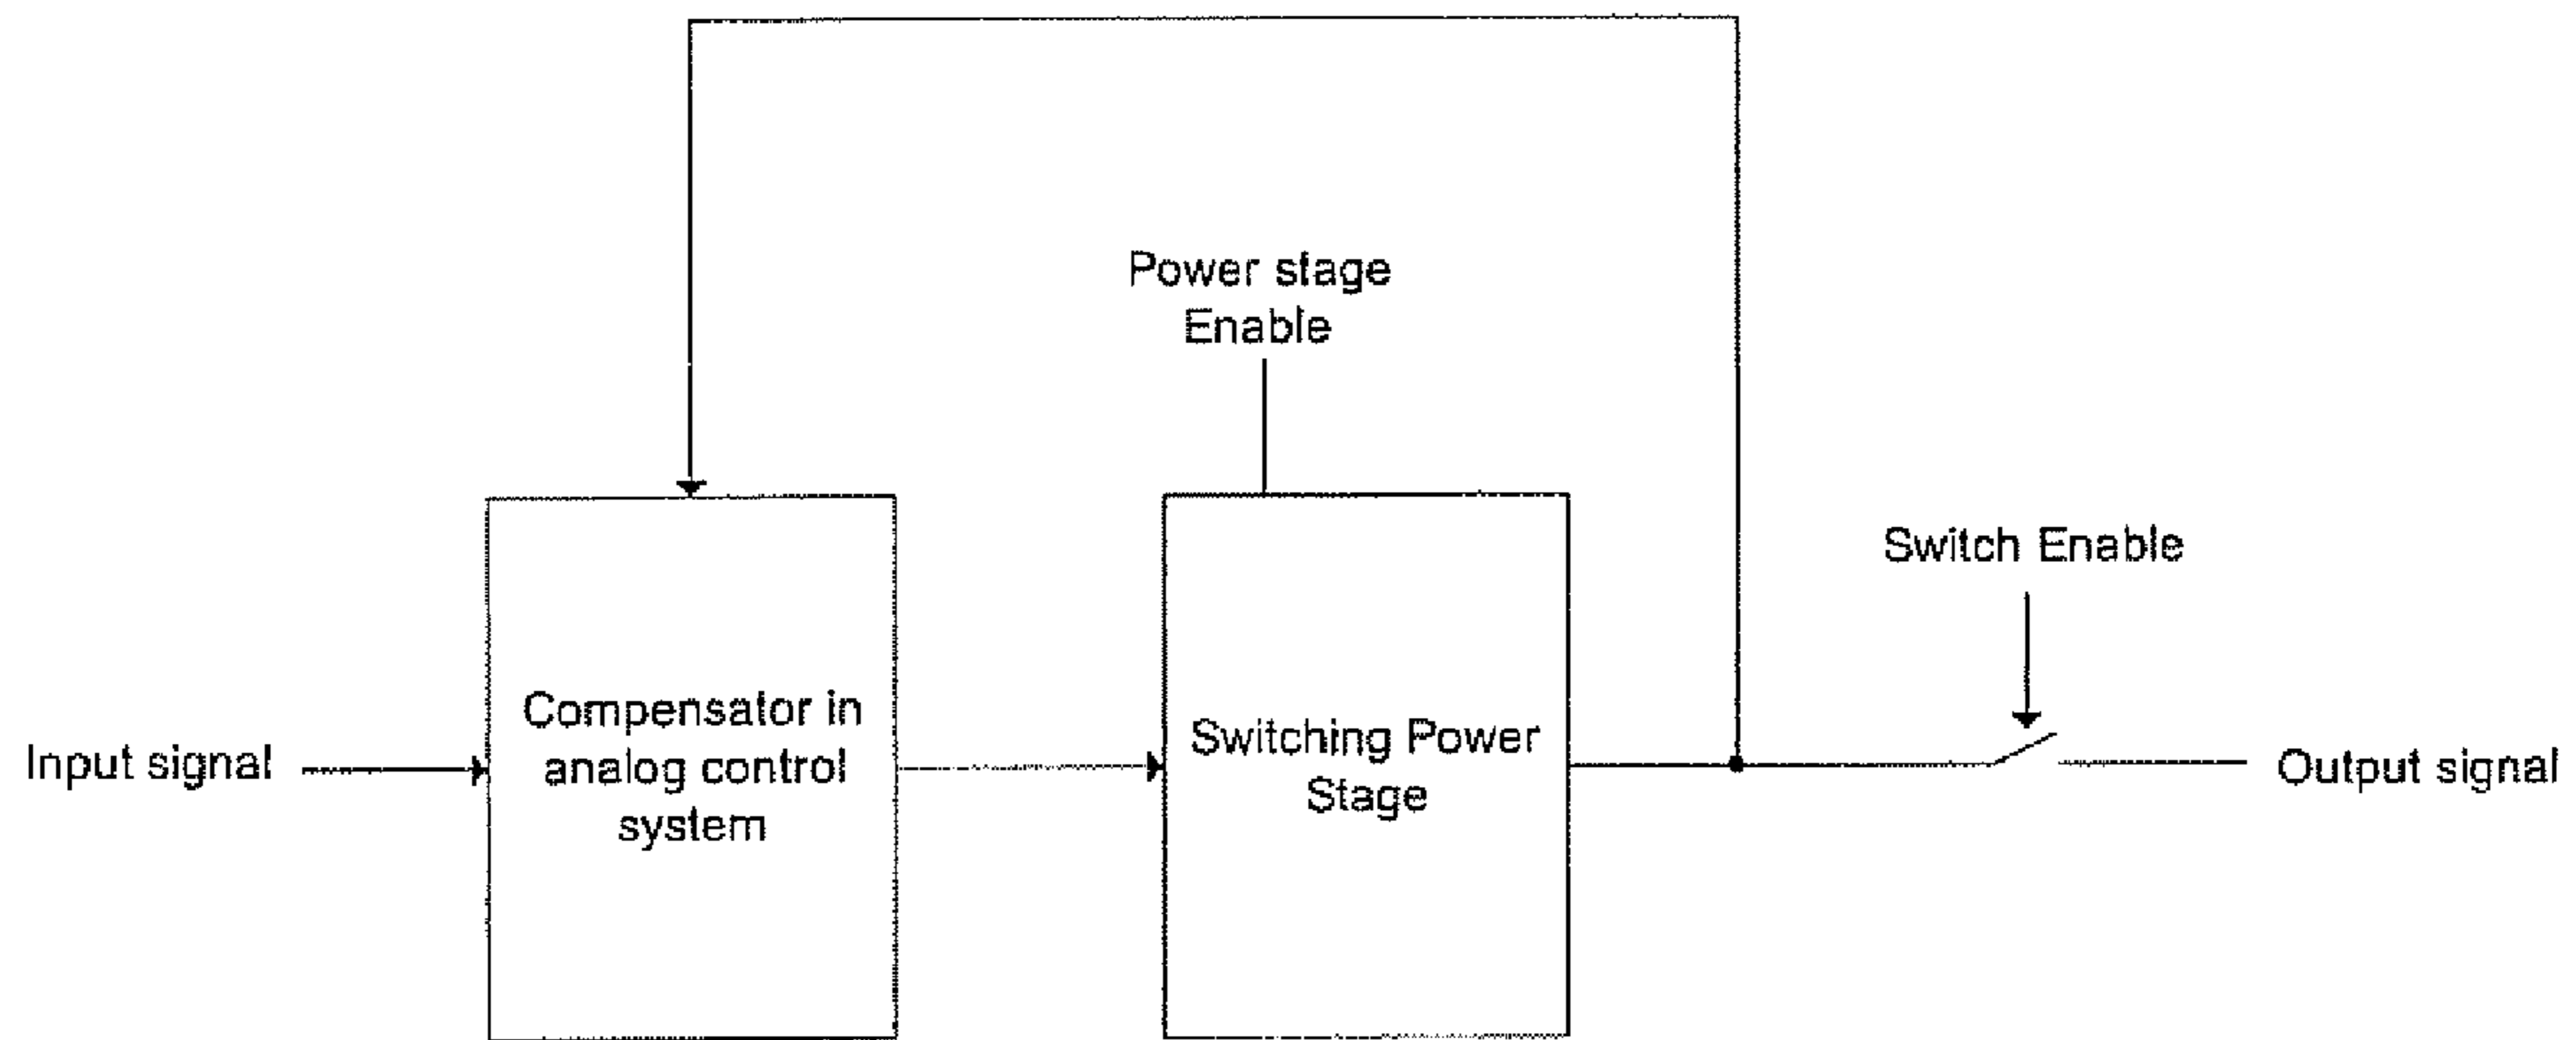 Power stage
Enable
Switch Enable
Input signal
Compensator in
analog control
system
Switching Power
Stage
Output signal